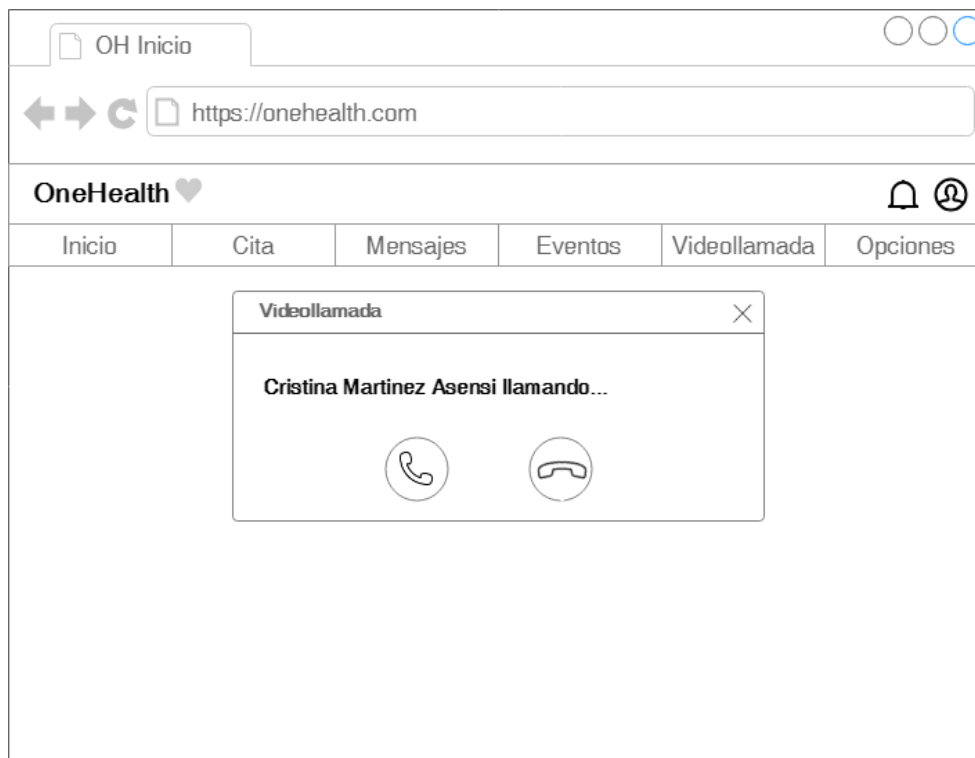 OH Inicio
https://onehealth.com
OneHealth
Inicio Cita Mensajes Eventos Videollamada Opciones
Videollamada
Cristina Martinez Asensi llamando...